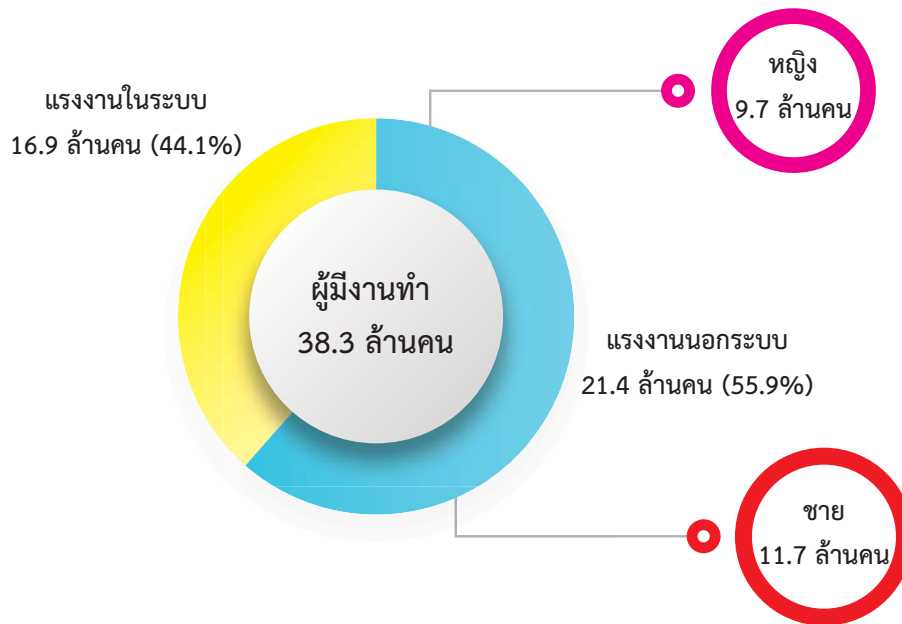 หญิง
9.7 ล้านคน
แรงงานในระบบ
16.9 ล้านคน (44.1%)
ผู้มีงานทำ
38.3 ล้านคน
แรงงานนอกระบบ
21.4 ล้านคน (55.9%)
ชาย
11.7 ล้านคน